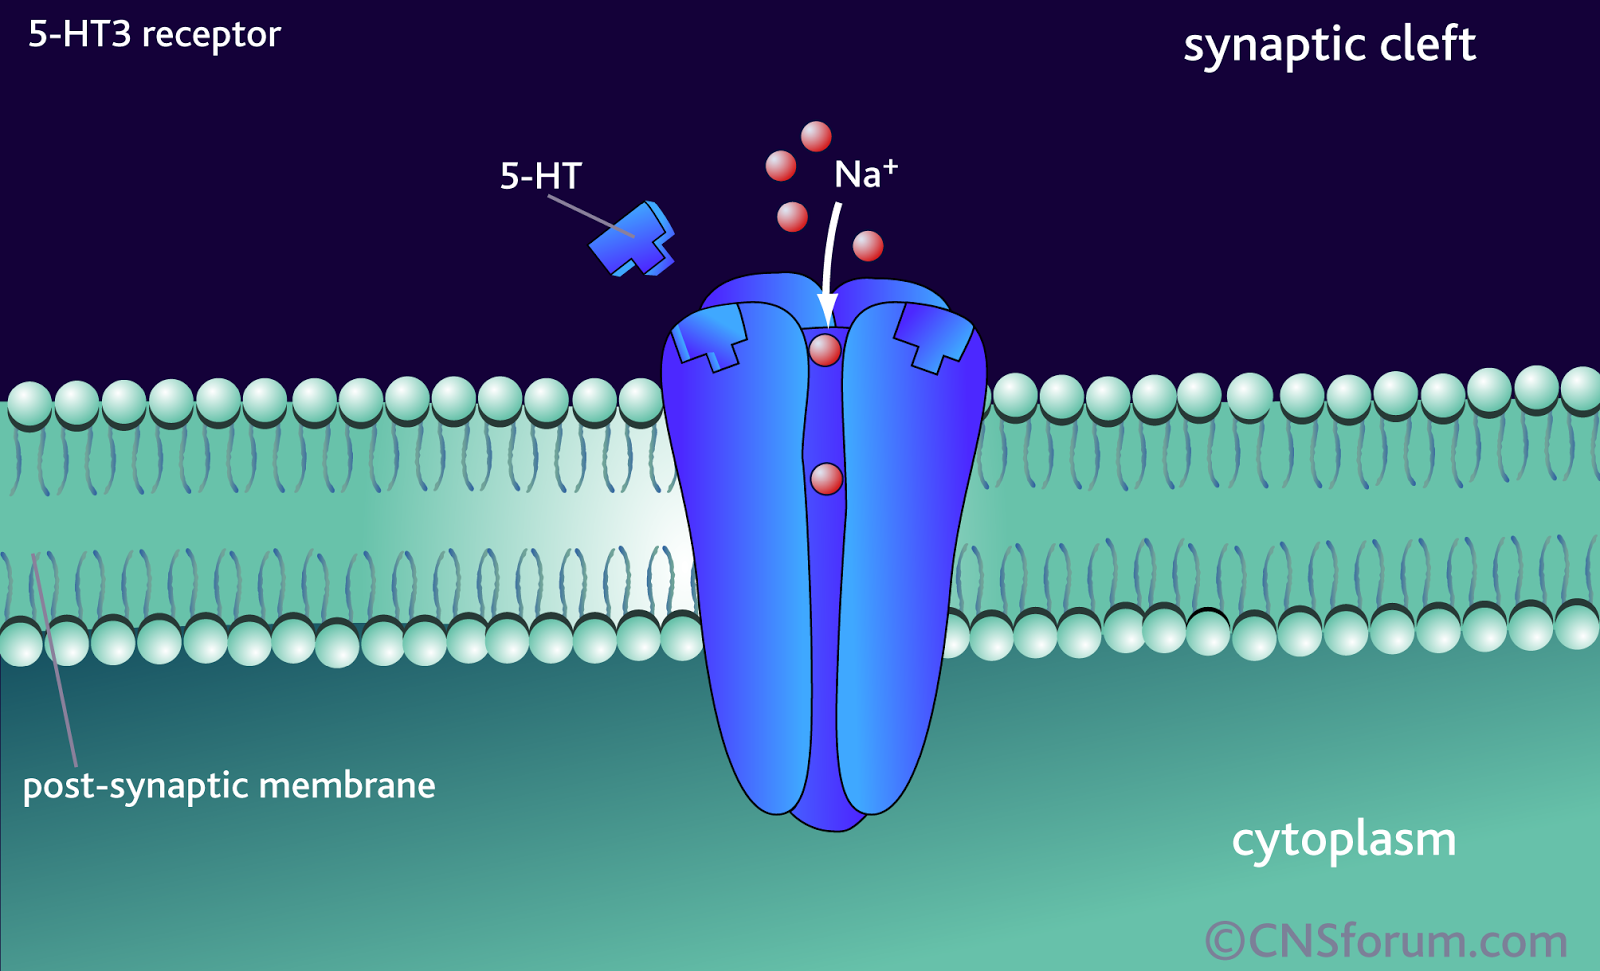 5-HT3 receptor
synaptic cleft
5-HT
Na⁺
post-synaptic membrane
cytoplasm
©CNSforum.com